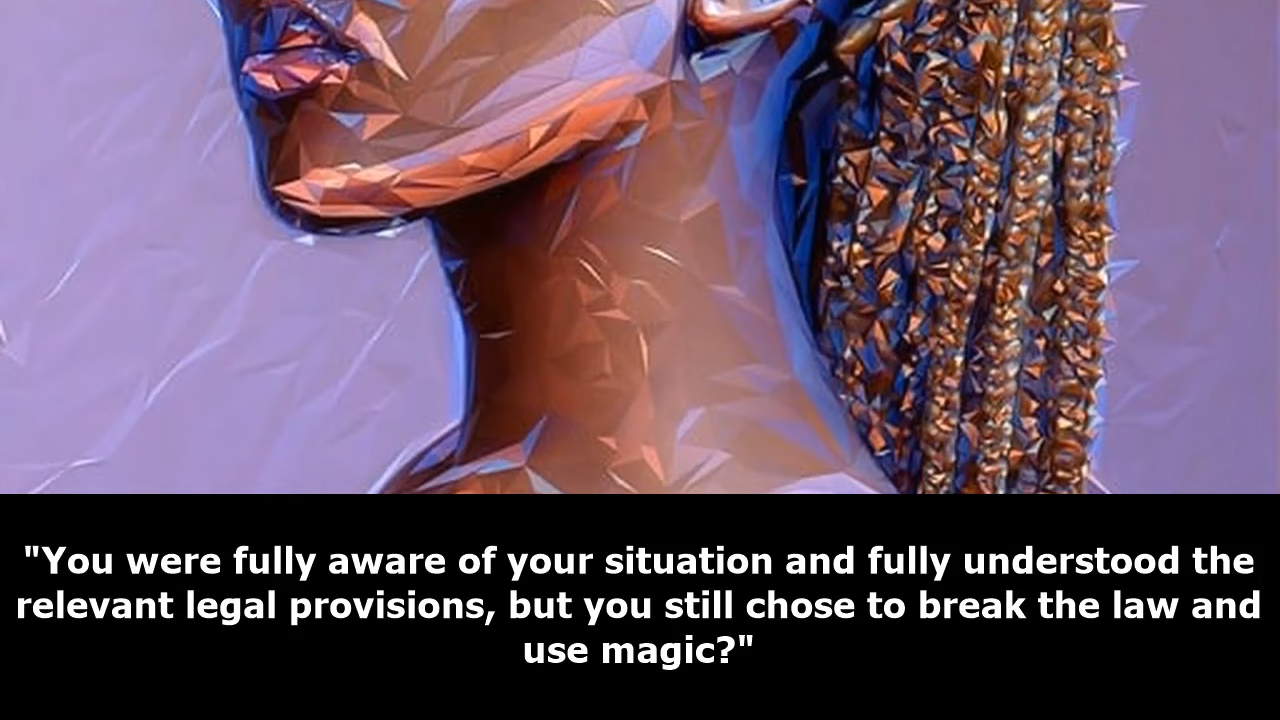 "You were fully aware of your situation and fully understood the
relevant legal provisions, but you still chose to break the law and
use magic?"